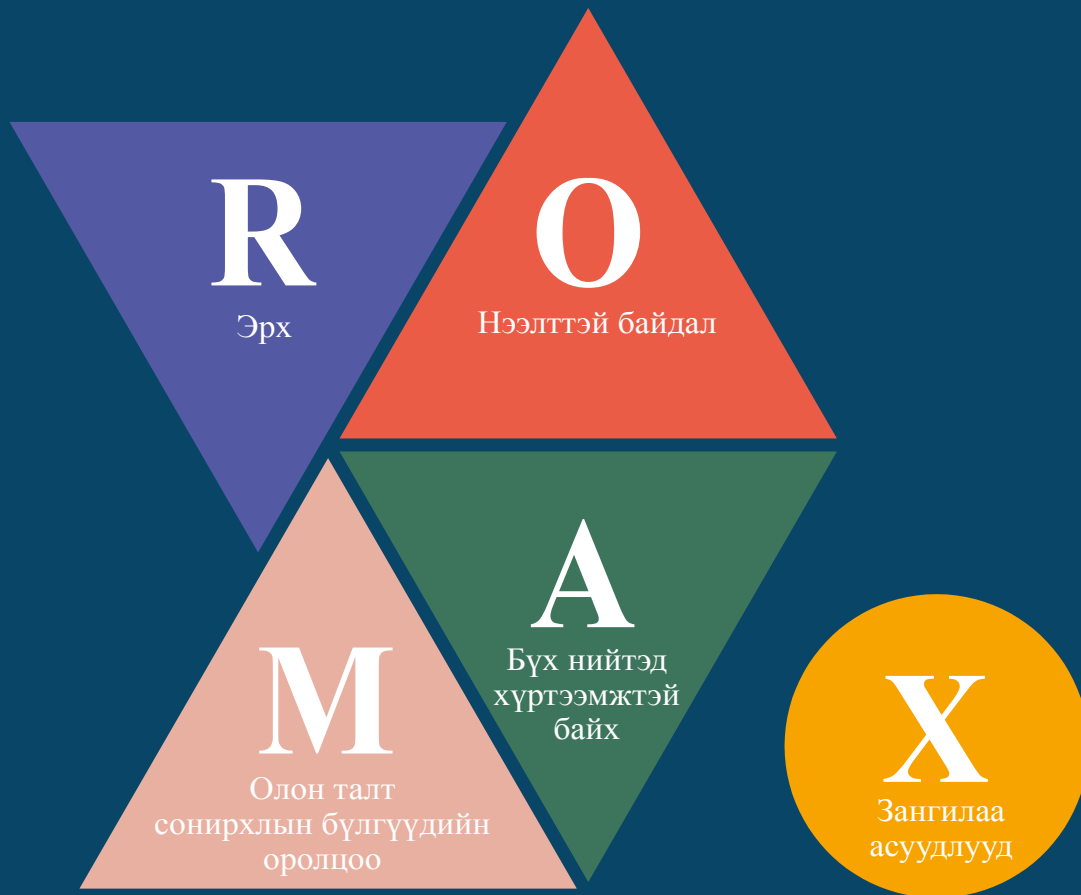 R
Эрх
O
Нээлттэй байдал
A
Бүх нийтэд
хүртээмжтэй
байх
M
Олон талт
сонирхлын бүлгүүдийн
оролцоо
X
Зангилаа
асуудлууд